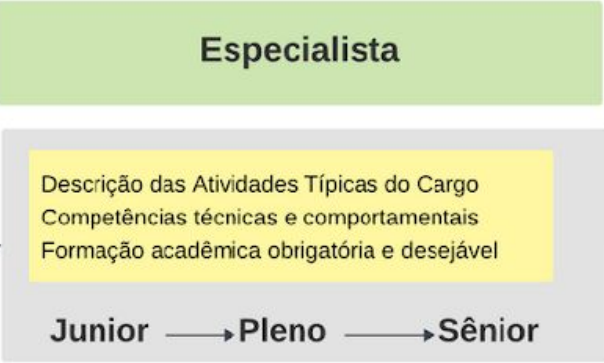 Especialista
Descrição das Atividades Típicas do Cargo
Competências técnicas e comportamentais
Formação acadêmica obrigatória e desejável
Junior Pleno Sênior